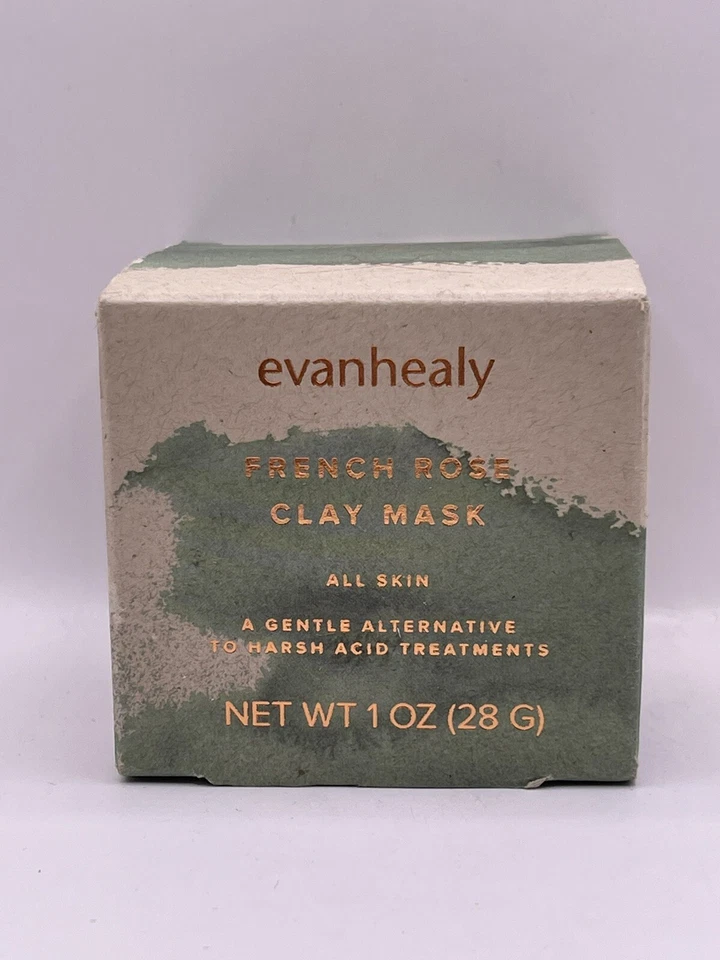 evanhealy
FRENCH ROSE
CLAY MASK
ALL SKIN
A GENTLE ALTERNATIVE
TO HARSH ACID TREATMENTS
NET WT 1 OZ (28 G)